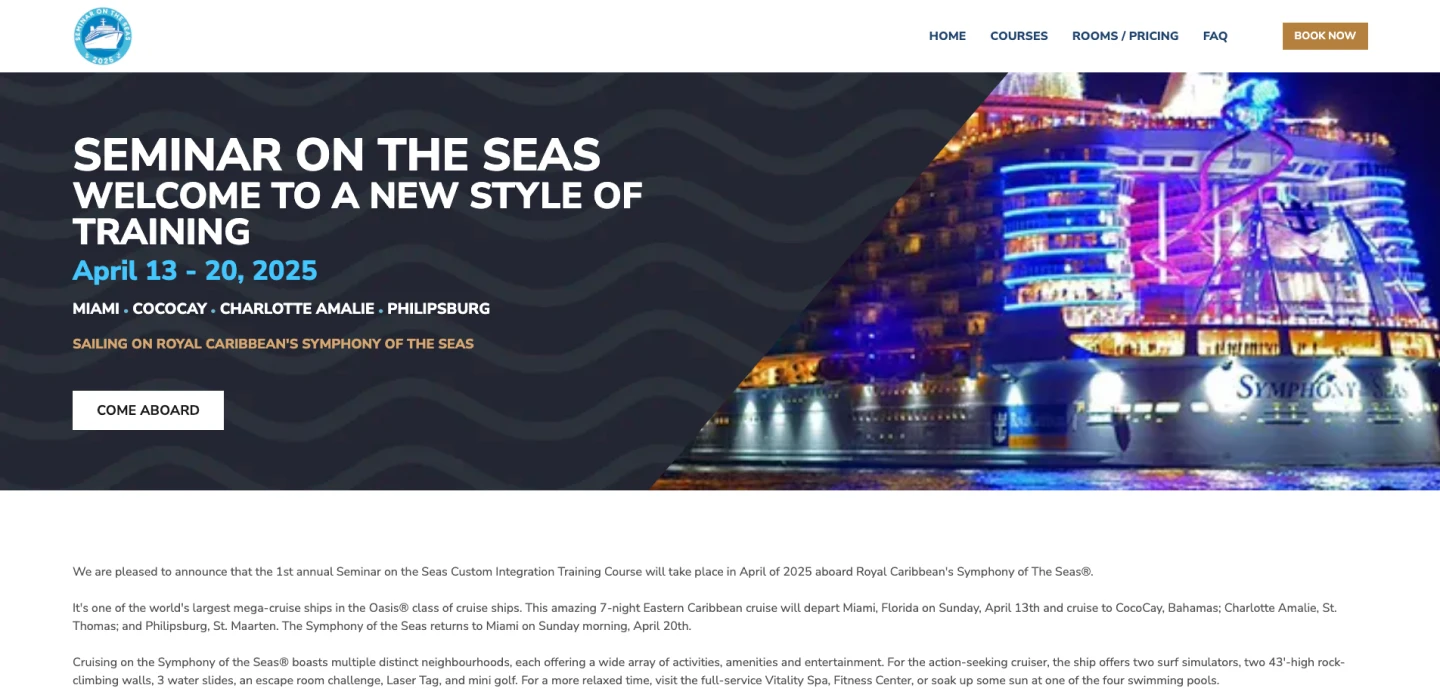 SEMINAR ON THE SEAS
2025
HOME
COURSES
ROOMS / PRICING
FAQ
BOOK NOW
SEMINAR ON THE SEAS
WELCOME TO A NEW STYLE OF
TRAINING
April 13 - 20, 2025
MIAMI • COCOCAY • CHARLOTTE AMALIE • PHILIPSBURG
SAILING ON ROYAL CARIBBEAN'S SYMPHONY OF THE SEAS
COME ABOARD
SYMPHONY OF THE SEAS
We are pleased to announce that the 1st annual Seminar on the Seas Custom Integration Training Course will take place in April of 2025 aboard Royal Caribbean's Symphony of The Seas®.
It's one of the world's largest mega-cruise ships in the Oasis® class of cruise ships. This amazing 7-night Eastern Caribbean cruise will depart Miami, Florida on Sunday, April 13th and cruise to CocoCay, Bahamas; Charlotte Amalie, St.
Thomas; and Philipsburg, St. Maarten. The Symphony of the Seas returns to Miami on Sunday morning, April 20th.
Cruising on the Symphony of the Seas® boasts multiple distinct neighbourhoods, each offering a wide array of activities, amenities and entertainment. For the action-seeking cruiser, the ship offers two surf simulators, two 43'-high rock-
climbing walls, 3 water slides, an escape room challenge, Laser Tag, and mini golf. For a more relaxed time, visit the full-service Vitality Spa, Fitness Center, or soak up some sun at one of the four swimming pools.